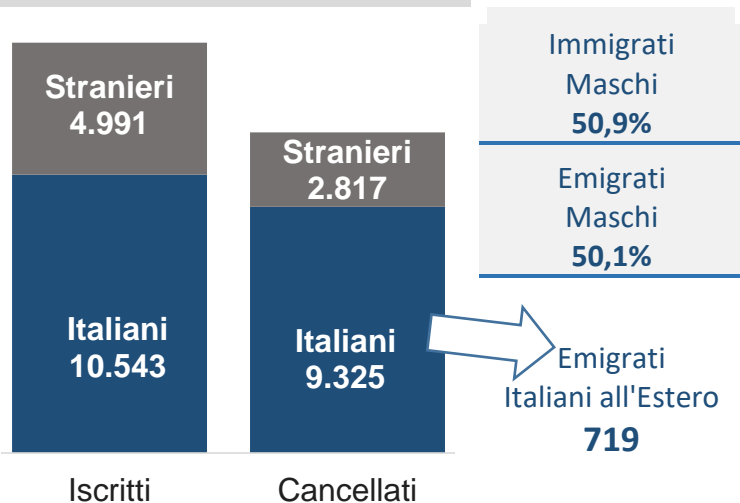 Stranieri
4.991
Italiani
10.543
Iscritti
Stranieri
2.817
Italiani
9.325
Cancellati
Immigrati
Maschi
50,9%
Emigrati
Maschi
50,1%
Emigrati
Italiani all'Estero
719